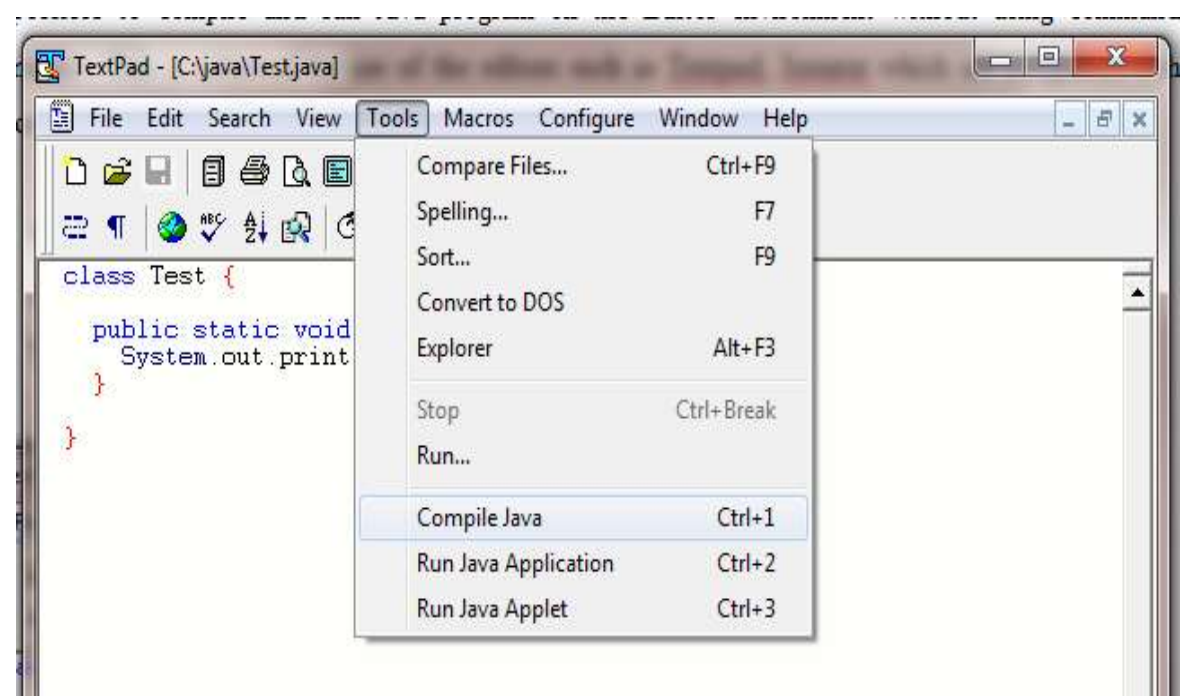 TextPad - [C:\java\Test.java]
File Edit Search View Tools Macros Configure Window Help
Compare Files... Ctrl+F9
Spelling... F7
Sort... F9
Convert to DOS
Explorer Alt+F3
Stop Ctrl+Break
Run...
Compile Java Ctrl+1
Run Java Application Ctrl+2
Run Java Applet Ctrl+3
class Test {
public static void
System.out.print
}
}